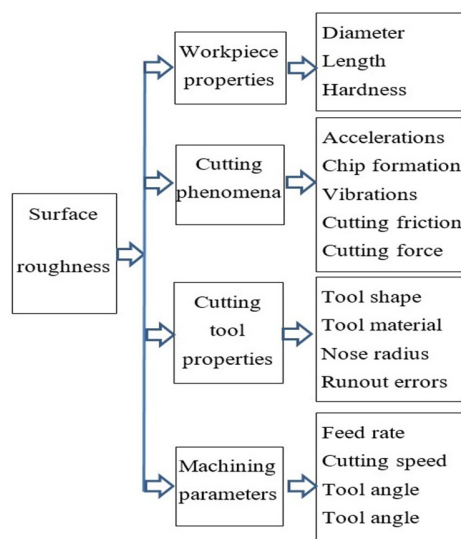 Surface
roughness
Workpiece
properties
Diameter
Length
Hardness
Cutting
phenomena
Accelerations
Chip formation
Vibrations
Cutting friction
Cutting force
Cutting
tool
properties
Tool shape
Tool material
Nose radius
Runout errors
Machining
parameters
Feed rate
Cutting speed
Tool angle
Tool angle